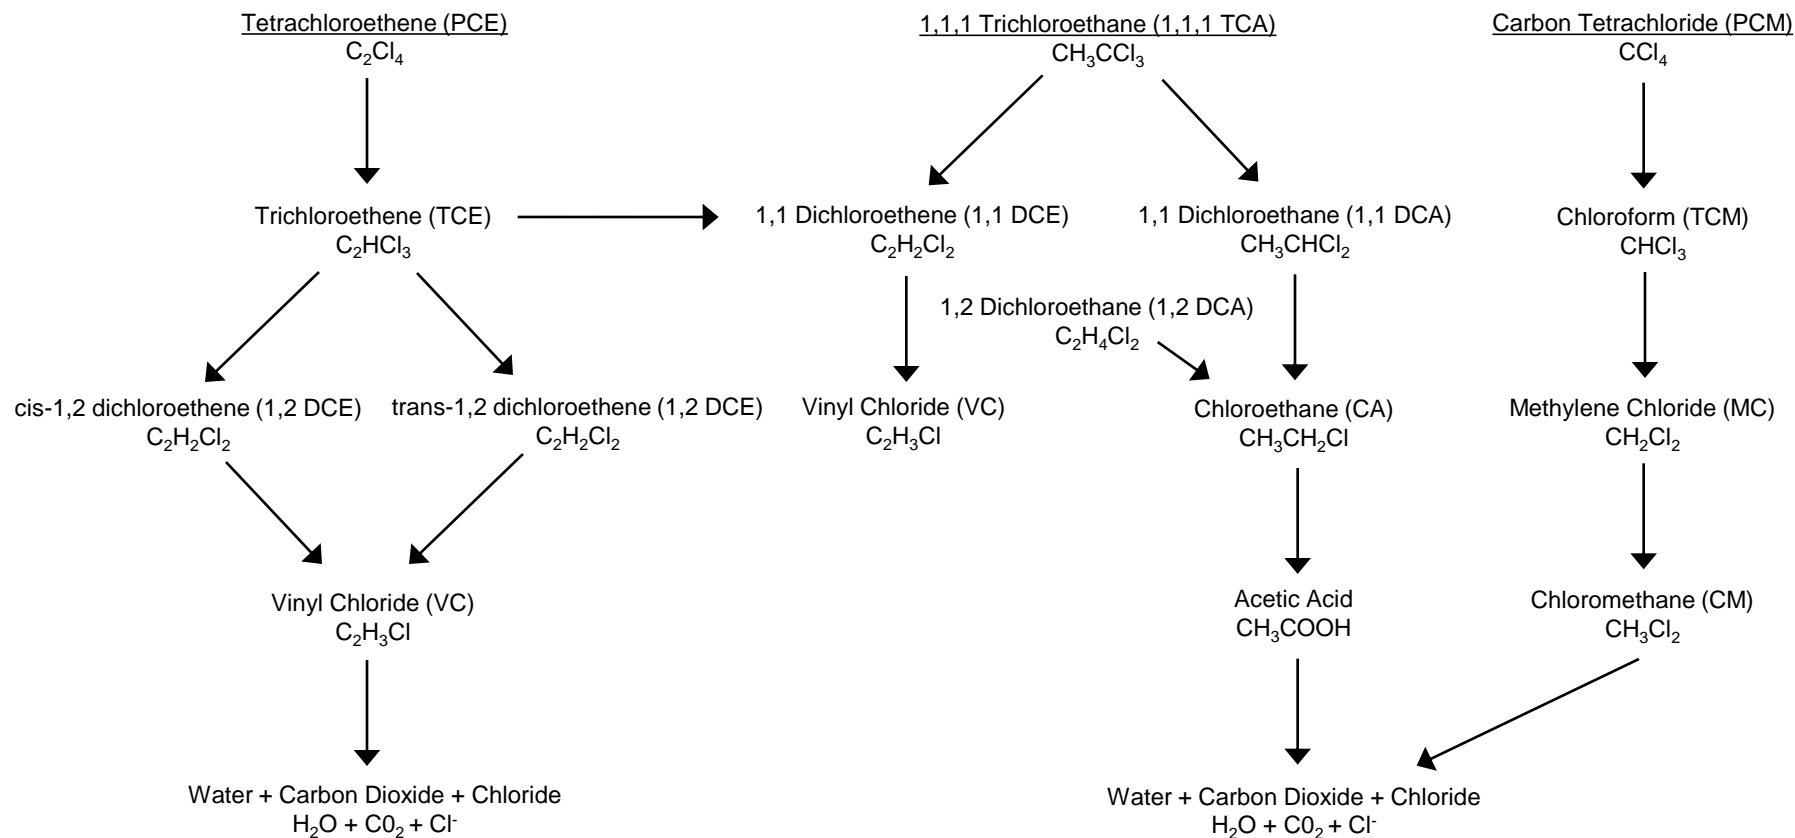 Tetrachloroethene (PCE)
C₂Cl₄
1,1,1 Trichloroethane (1,1,1 TCA)
CH₃CCl₃
Carbon Tetrachloride (PCM)
CCl₄
Trichloroethene (TCE)
C₂HCl₃
1,1 Dichloroethene (1,1 DCE)
C₂H₂Cl₂
1,1 Dichloroethane (1,1 DCA)
CH₃CHCl₂
Chloroform (TCM)
CHCl₃
1,2 Dichloroethane (1,2 DCA)
C₂H₄Cl₂
cis-1,2 dichloroethene (1,2 DCE)
C₂H₂Cl₂
trans-1,2 dichloroethene (1,2 DCE)
C₂H₂Cl₂
Vinyl Chloride (VC)
C₂H₃Cl
Chloroethane (CA)
CH₃CH₂Cl
Methylene Chloride (MC)
CH₂Cl₂
Vinyl Chloride (VC)
C₂H₃Cl
Acetic Acid
CH₃COOH
Chloromethane (CM)
CH₃Cl₂
Water + Carbon Dioxide + Chloride
H₂O + C0₂ + Cl⁻
Water + Carbon Dioxide + Chloride
H₂O + C0₂ + Cl⁻